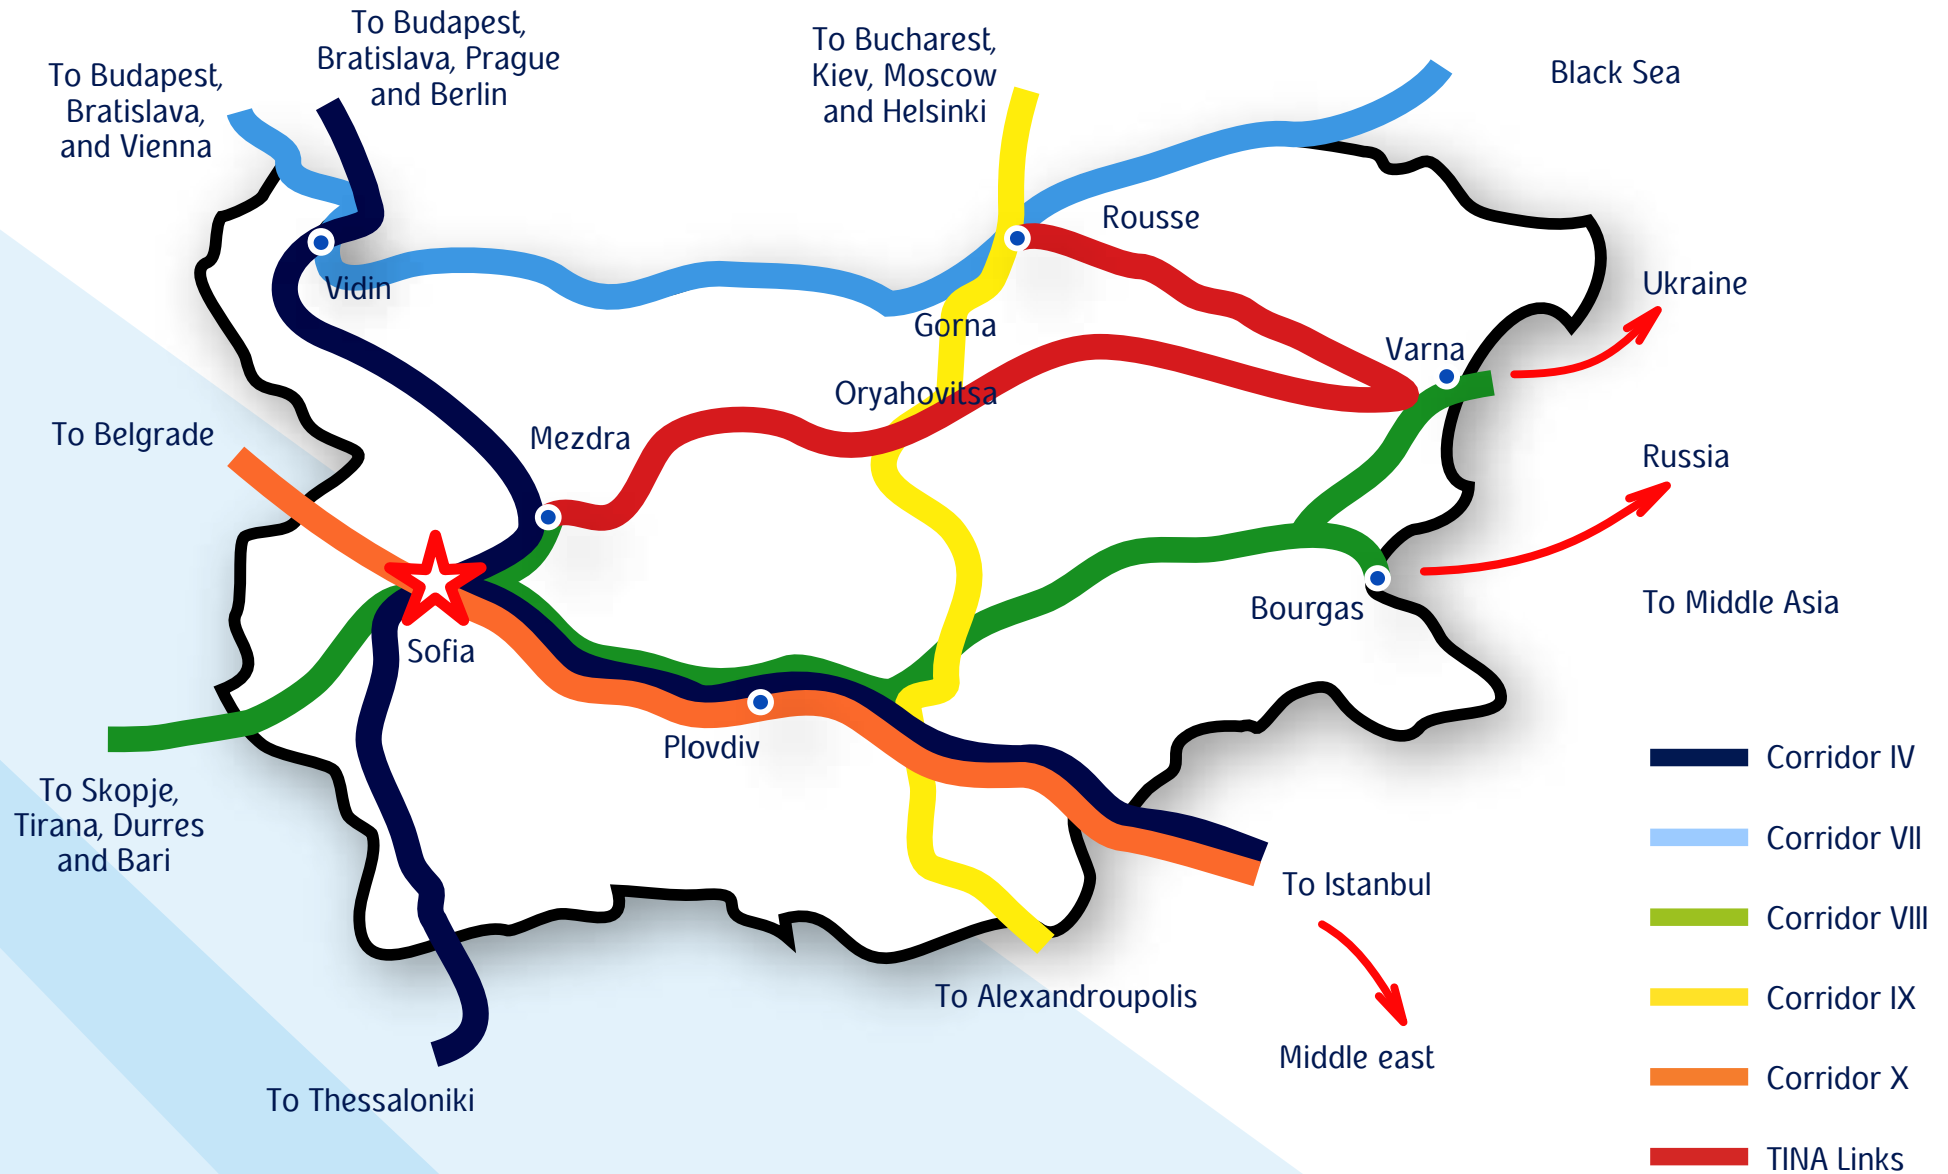 To Budapest,
Bratislava, Prague
and Berlin
To Budapest,
Bratislava,
and Vienna
To Bucharest,
Kiev, Moscow
and Helsinki
Black Sea
Rousse
Vidin
Ukraine
Gorna
Oryahovitsa
Varna
To Belgrade
Mezdra
Russia
Bourgas
To Middle Asia
Sofia
Plovdiv
To Skopje,
Tirana, Durres
and Bari
To Istanbul
To Alexandroupolis
Middle east
To Thessaloniki
Corridor IV
Corridor VII
Corridor VIII
Corridor IX
Corridor X
TINA Links